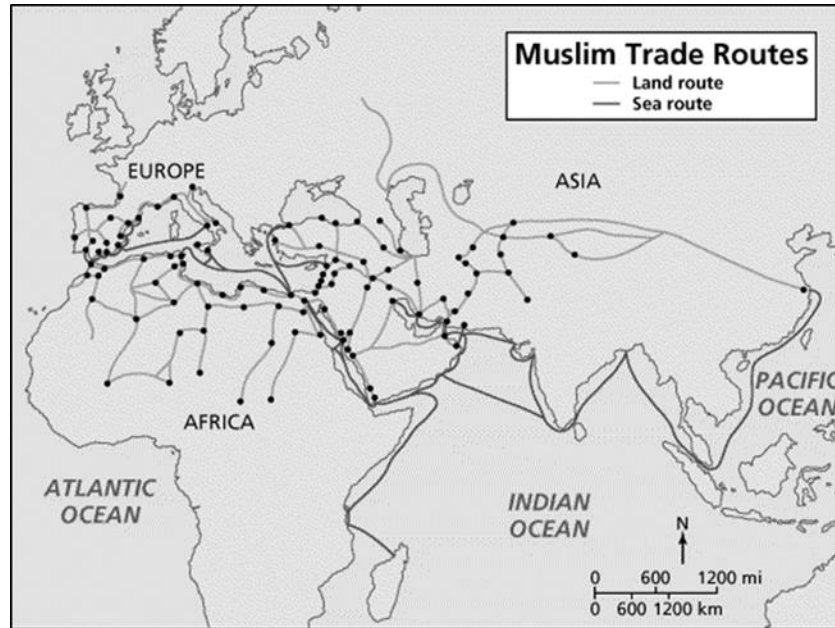 Muslim Trade Routes
Land route
Sea route
EUROPE
ASIA
AFRICA
PACIFIC
OCEAN
ATLANTIC
OCEAN
INDIAN
OCEAN
N
0 600 1200 mi
0 600 1200 km